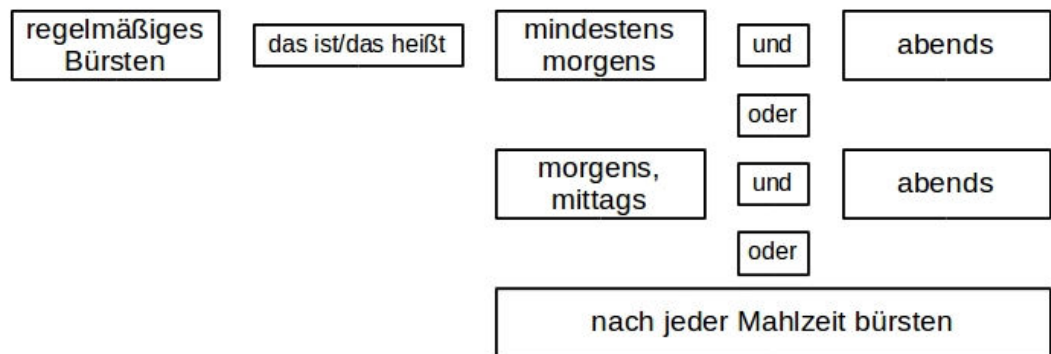 regelmäßiges
Bürsten
das ist/das heißt
mindestens
morgens
und
abends
oder
morgens,
mittags
und
abends
oder
nach jeder Mahlzeit bürsten